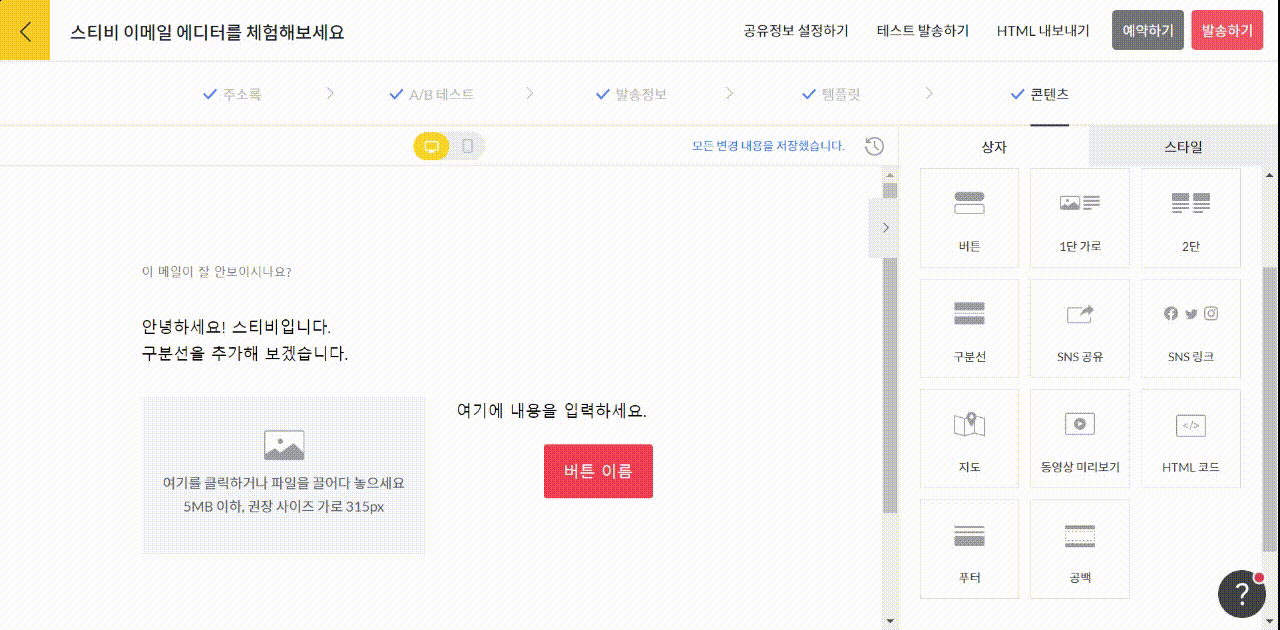 스티비 이메일 에디터를 체험해보세요
공유정보 설정하기
테스트 발송하기
HTML 내보내기
예약하기
발송하기
주소록
A/B 테스트
발송정보
템플릿
콘텐츠
모든 변경 내용을 저장했습니다.
상자
스타일
이 메일이 잘 안보이시나요?
안녕하세요! 스티비입니다.
구분선을 추가해 보겠습니다.
여기를 클릭하거나 파일을 끌어다 놓으세요
5MB 이하, 권장 사이즈 가로 315px
여기에 내용을 입력하세요.
버튼 이름
버튼
1단 가로
2단
구분선
SNS 공유
SNS 링크
지도
동영상 미리보기
HTML 코드
</>
푸터
공백
?